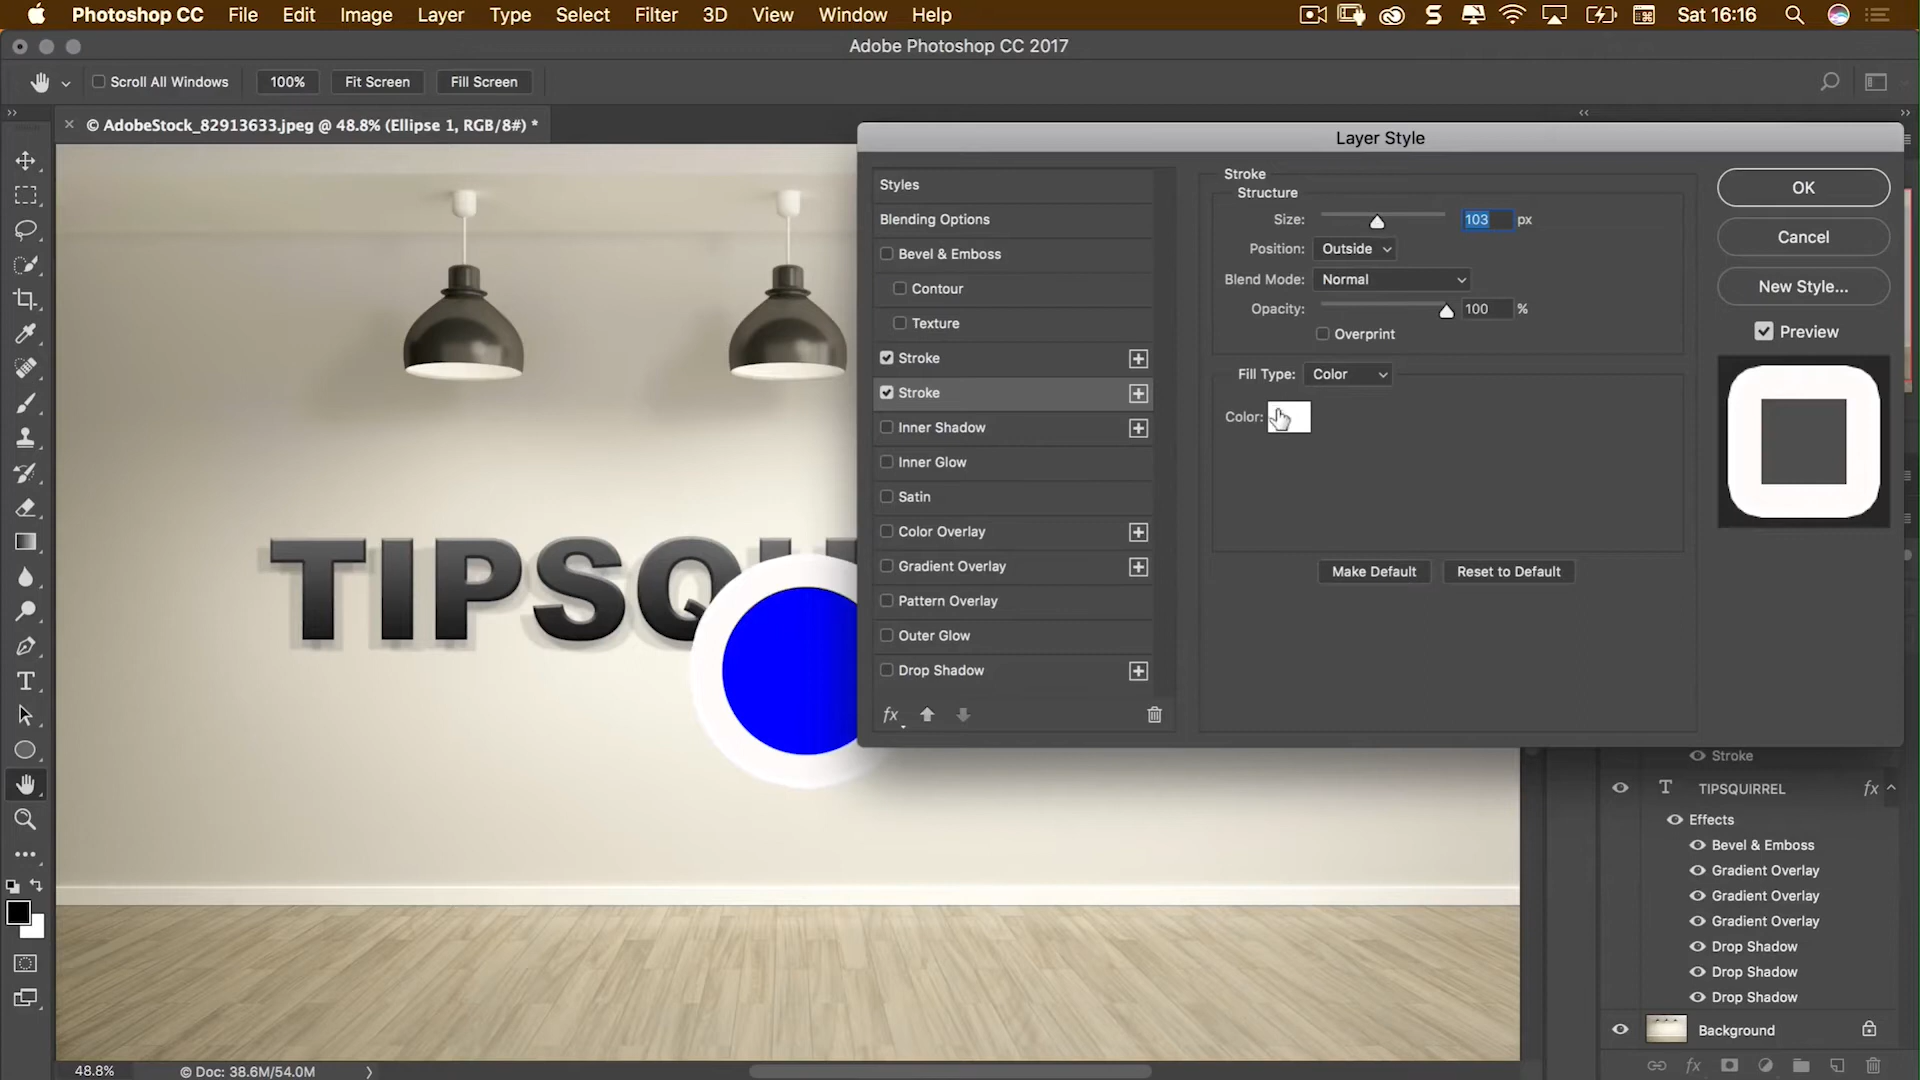 Photoshop CC File Edit Image Layer Type Select Filter 3D View Window Help S Sat 16:16
Adobe Photoshop CC 2017
Scroll All Windows 100% Fit Screen Fill Screen
© AdobeStock_82913633.jpeg @ 48.8% (Ellipse 1, RGB/8#) *
Layer Style
Styles
Blending Options
Bevel & Emboss
Contour
Texture
Stroke
Stroke
Inner Shadow
Inner Glow
Satin
Color Overlay
Gradient Overlay
Pattern Overlay
Outer Glow
Drop Shadow
fx
Stroke
Structure
Size: 103 px
Position: Outside
Blend Mode: Normal
Opacity: 100 %
Overprint
Fill Type: Color
Color:
Make Default Reset to Default
OK
Cancel
New Style...
Preview
TIPSQU
Stroke
T TIPSQUIRREL fx
Effects
Bevel & Emboss
Gradient Overlay
Gradient Overlay
Gradient Overlay
Drop Shadow
Drop Shadow
Drop Shadow
Background
fx
48.8% © Doc: 38.6M/54.0M